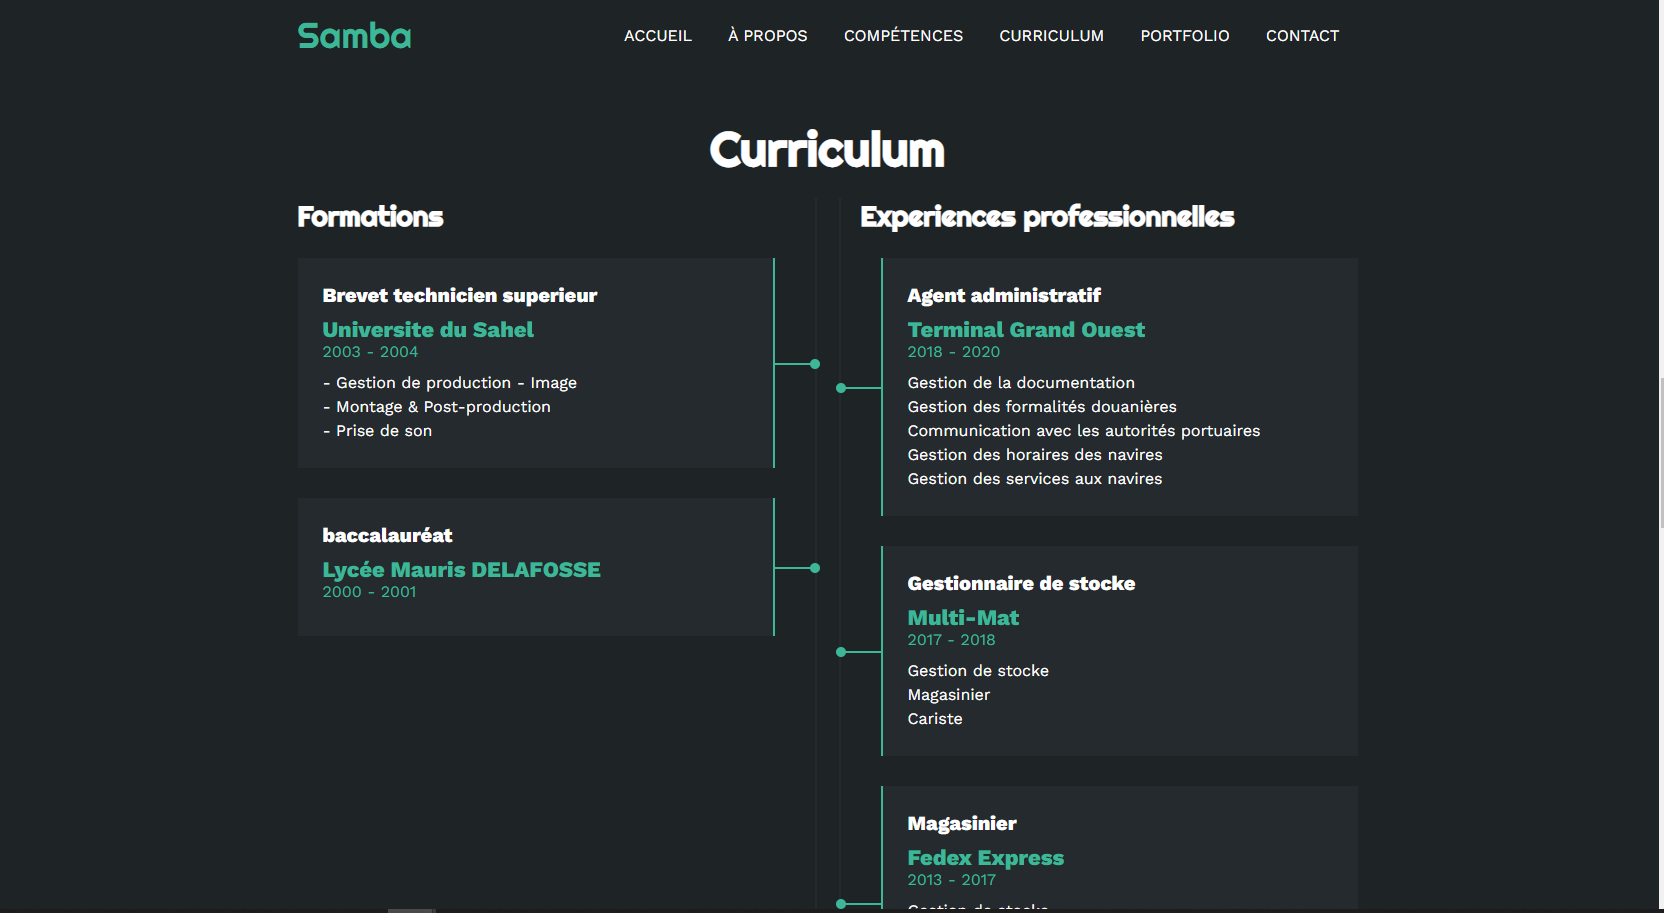 Samba
ACCUEIL À PROPOS COMPÉTENCES CURRICULUM PORTFOLIO CONTACT
Curriculum
Formations
Brevet technicien superieur
Universite du Sahel
2003 - 2004
- Gestion de production - Image
- Montage & Post-production
- Prise de son
baccalauréat
Lycée Mauris DELAFOSSE
2000 - 2001
Experiences professionnelles
Agent administratif
Terminal Grand Ouest
2018 - 2020
Gestion de la documentation
Gestion des formalités douanières
Communication avec les autorités portuaires
Gestion des horaires des navires
Gestion des services aux navires
Gestionnaire de stocke
Multi-Mat
2017 - 2018
Gestion de stocke
Magasinier
Cariste
Magasinier
Fedex Express
2013 - 2017
Gestion de stocke